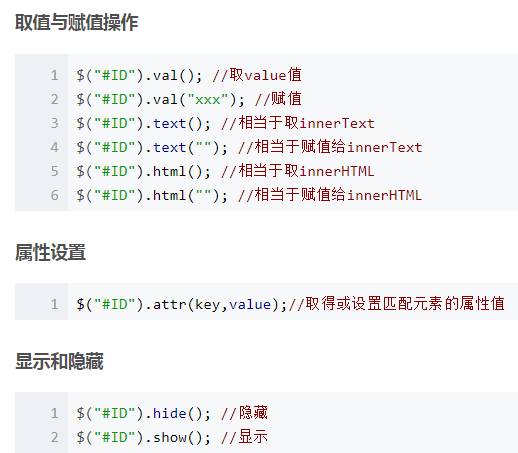 取值与赋值操作
1 $("#ID").val(); //取value值
2 $("#ID").val("xxx"); //赋值
3 $("#ID").text(); //相当于取innerText
4 $("#ID").text(""); //相当于赋值给innerText
5 $("#ID").html(); //相当于取innerHTML
6 $("#ID").html(""); //相当于赋值给innerHTML
属性设置
1 $("#ID").attr(key,value);//取得或设置匹配元素的属性值
显示和隐藏
1 $("#ID").hide(); //隐藏
2 $("#ID").show(); //显示